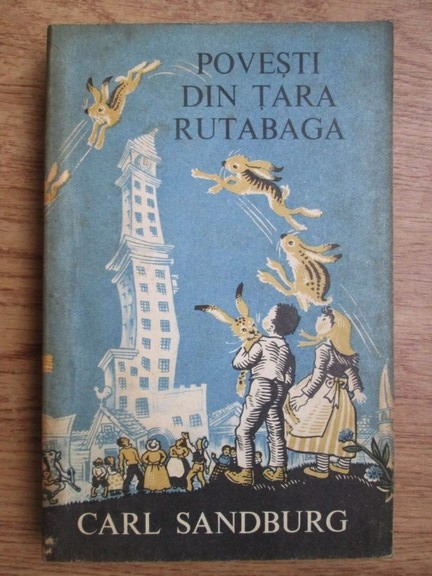 POVEȘTI
DIN ȚARA
RUTABAGA
CARL SANDBURG